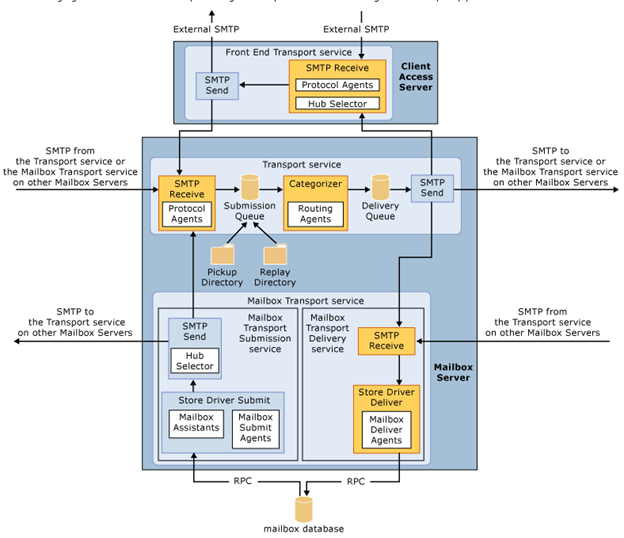 External SMTP
External SMTP
Front End Transport service
SMTP Receive
Protocol Agents
Hub Selector
SMTP
Send
Client
Access
Server
SMTP from
the Transport service or
the Mailbox Transport service
on other Mailbox Servers
SMTP to
the Transport service or
the Mailbox Transport service
on other Mailbox Servers
Transport service
SMTP
Receive
Protocol
Agents
Submission
Queue
Categorizer
Routing
Agents
Delivery
Queue
SMTP
Send
Pickup
Directory
Replay
Directory
Mailbox Transport service
SMTP to
the Transport service
on other Mailbox Servers
SMTP
Send
Hub
Selector
Mailbox
Transport
Submission
service
Mailbox
Transport
Delivery
service
SMTP
Receive
SMTP from
the Transport service
on other Mailbox Servers
Mailbox
Server
Store Driver Submit
Mailbox
Assistants
Mailbox
Submit
Agents
Store Driver
Deliver
Mailbox
Deliver
Agents
RPC
RPC
mailbox database